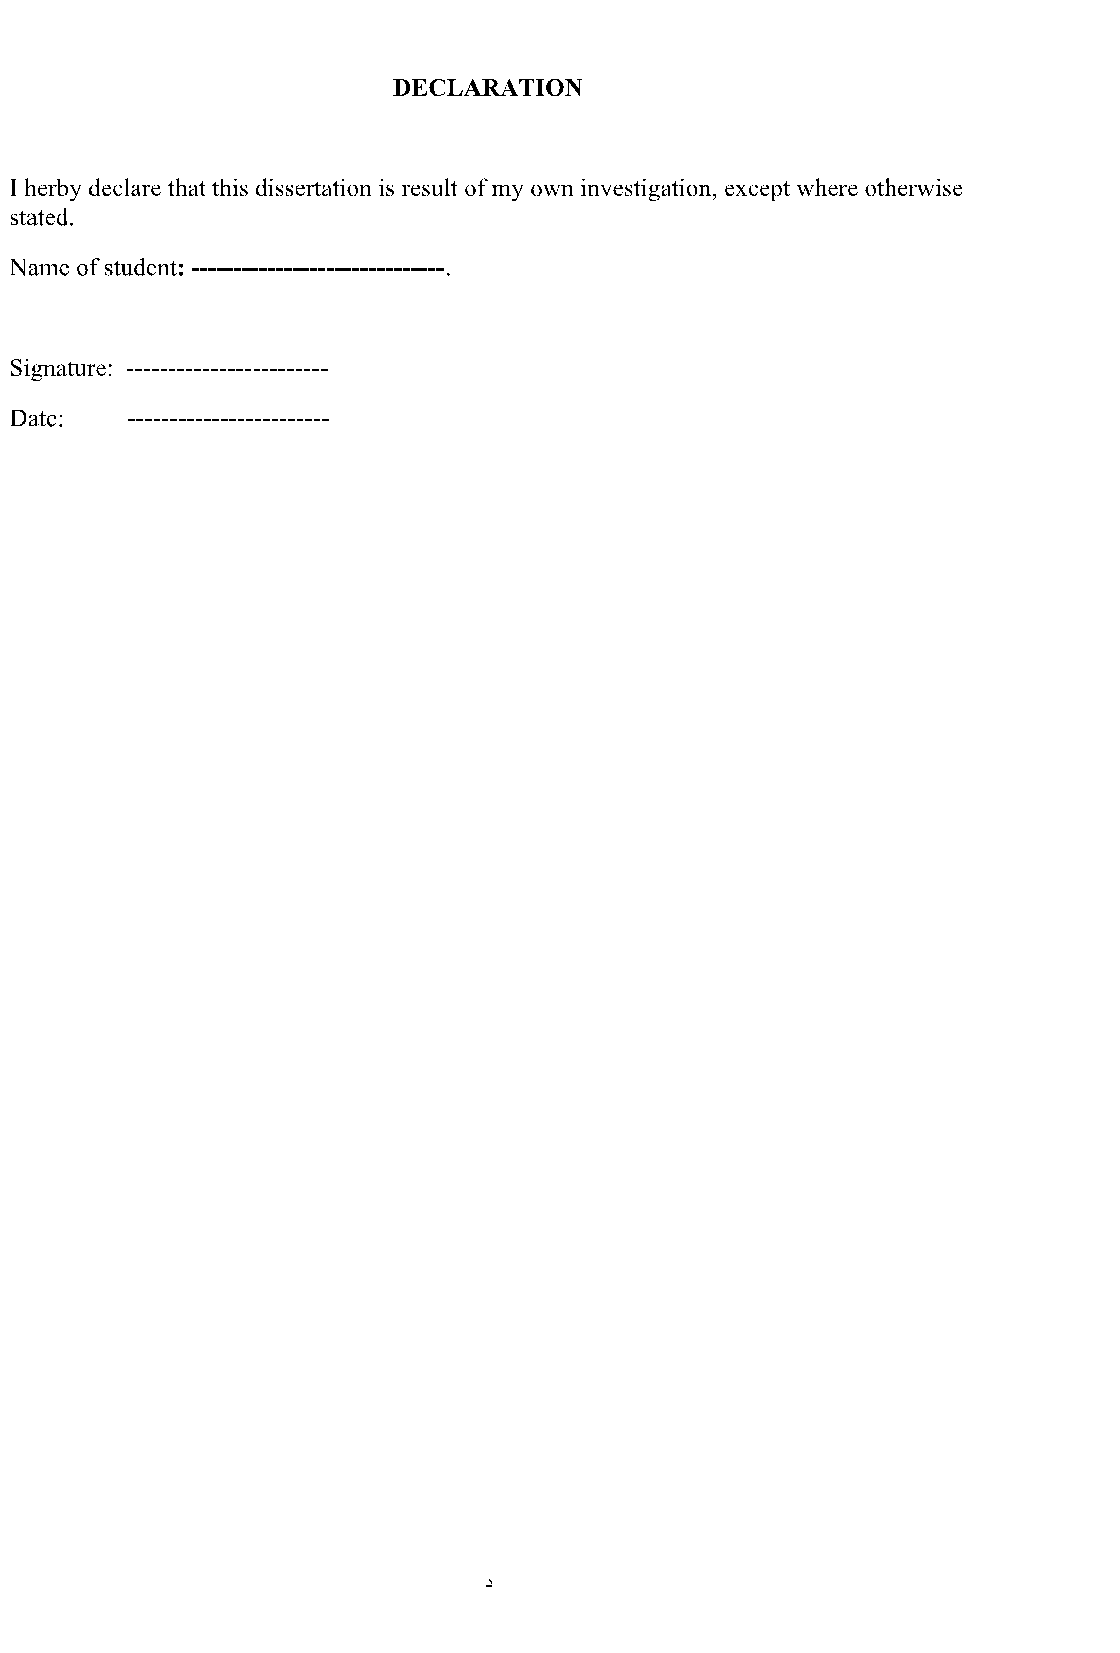 DECLARATION
I herby declare that this dissertation is result of my own investigation, except where otherwise
stated.
Name of student: ------------------------------.
Signature: ------------------------
Date: ------------------------
د